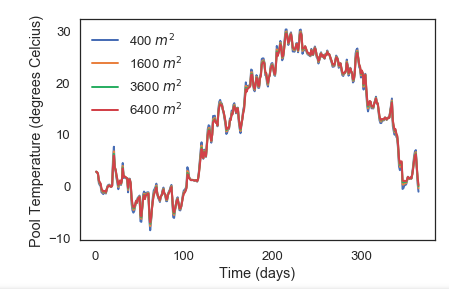 30
20
10
0
−10
Pool Temperature (degrees Celcius)
400 m²
1600 m²
3600 m²
6400 m²
0 100 200 300
Time (days)